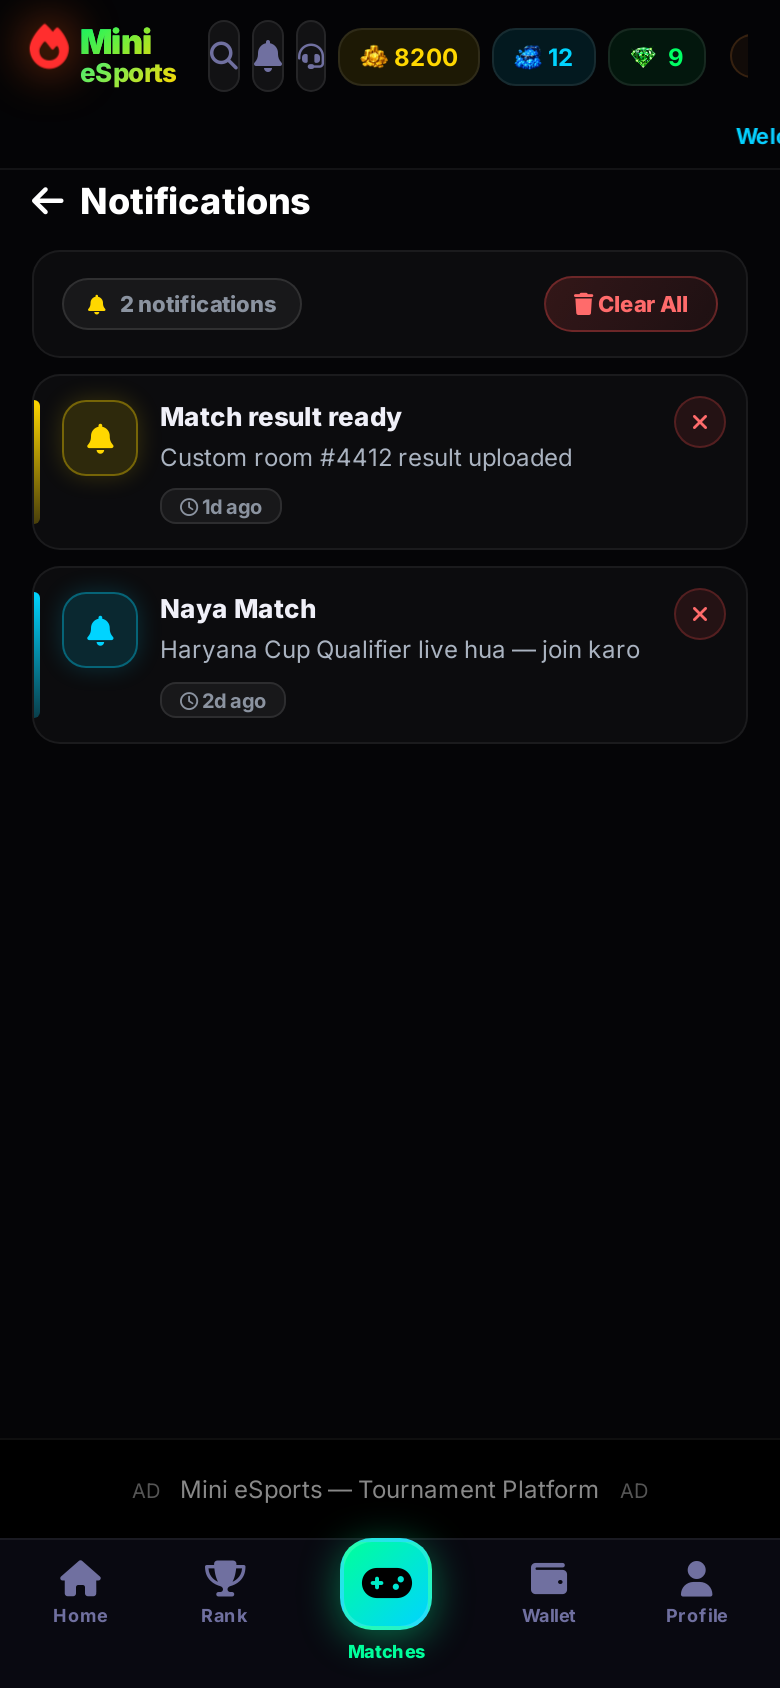 Mini
eSports
8200
12
9
Notifications
2 notifications
Clear All
Match result ready
Custom room #4412 result uploaded
1d ago
Naya Match
Haryana Cup Qualifier live hua — join karo
2d ago
AD Mini eSports — Tournament Platform AD
Home
Rank
Matches
Wallet
Profile